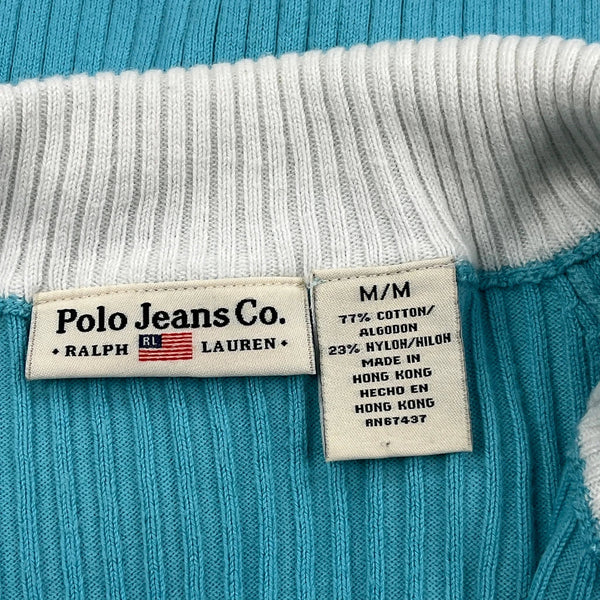 Polo Jeans Co.
• RALPH RL LAUREN •
M/M
77% COTTON/
ALGODON
23% NYLON/NILON
MADE IN
HONG KONG
HECHO EN
HONG KONG
RN67437